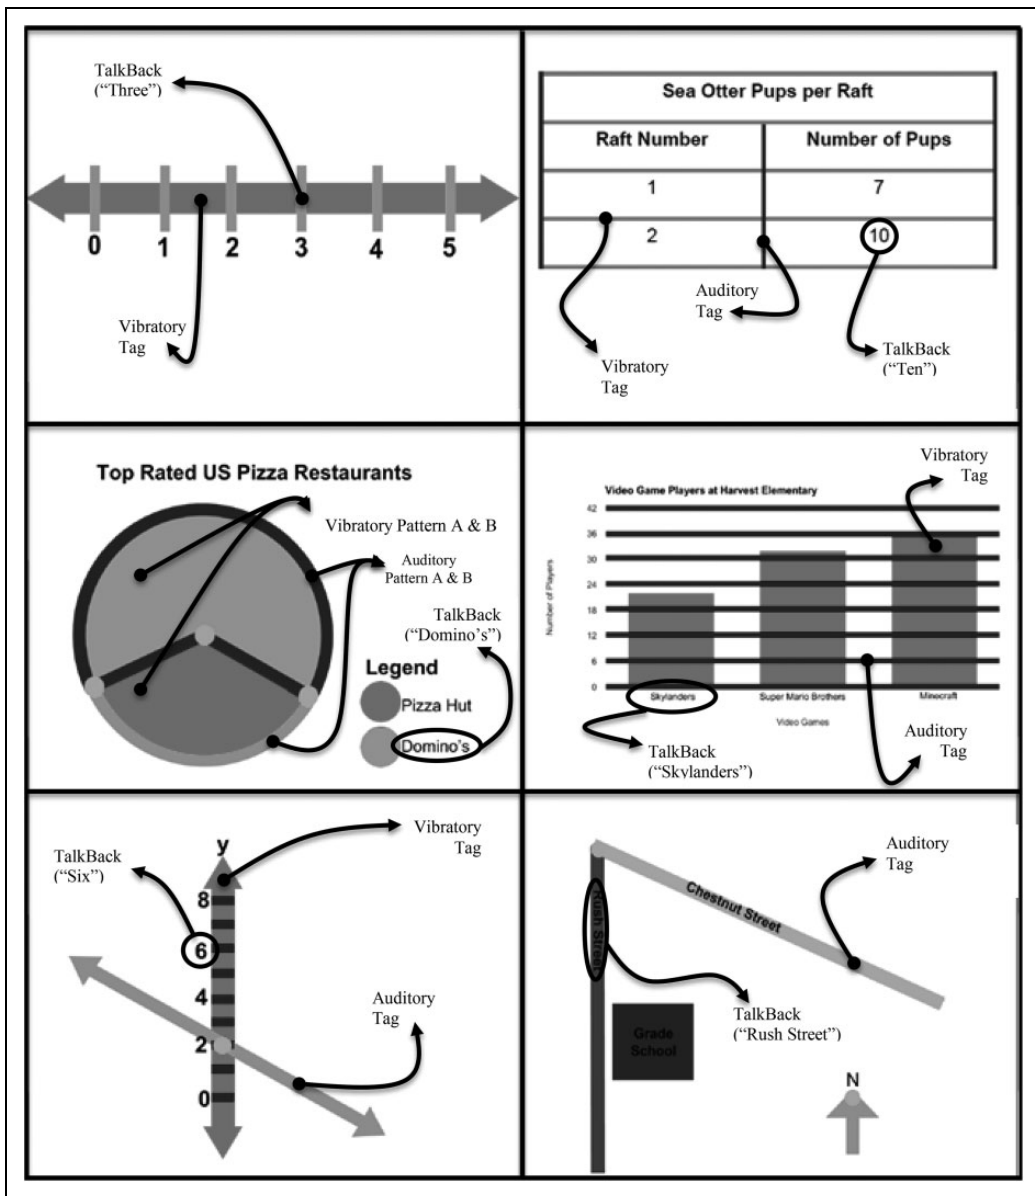 TalkBack
("Three")
0 1 2 3 4 5
Vibratory
Tag
Sea Otter Pups per Raft
Raft Number Number of Pups
1 7
2 10
Auditory
Tag
Vibratory
Tag
TalkBack
("Ten")
Top Rated US Pizza Restaurants
Vibratory Pattern A & B
Auditory
Pattern A & B
TalkBack
("Domino's")
Legend
Pizza Hut
Domino's
Vibratory
Tag
Video Game Players at Harvest Elementary
Number of Players
42
36
30
24
18
12
6
0
Skylanders Super Mario Brothers Minecraft
Video Games
TalkBack
("Skylanders")
Auditory
Tag
Vibratory
Tag
TalkBack
("Six")
y
8
6
4
2
0
Auditory
Tag
Auditory
Tag
Chestnut Street
Rush Street
TalkBack
("Rush Street")
Grade
School
N